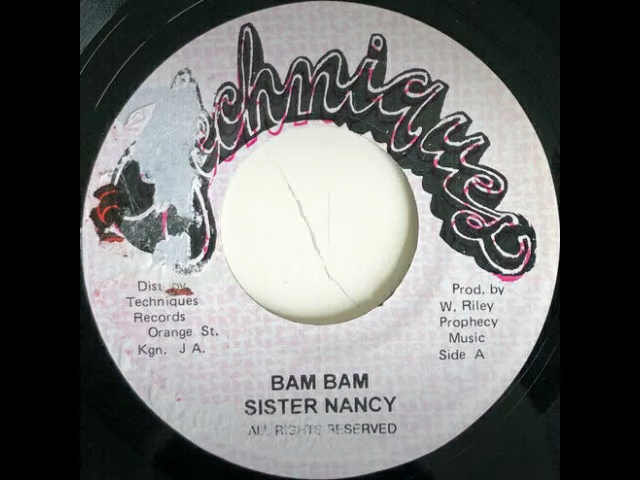 Techniques
Dist by
Techniques
Records
Orange St.
Kgn. J A.
Prod. by
W. Riley
Prophecy
Music
Side A
BAM BAM
SISTER NANCY
ALL RIGHTS RESERVED